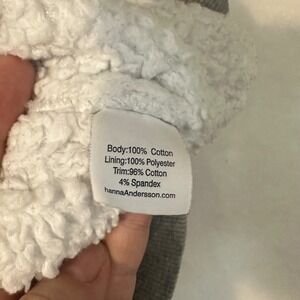 Body:100% Cotton
Lining:100% Polyester
Trim:96% Cotton
4% Spandex
hannaAndersson.com